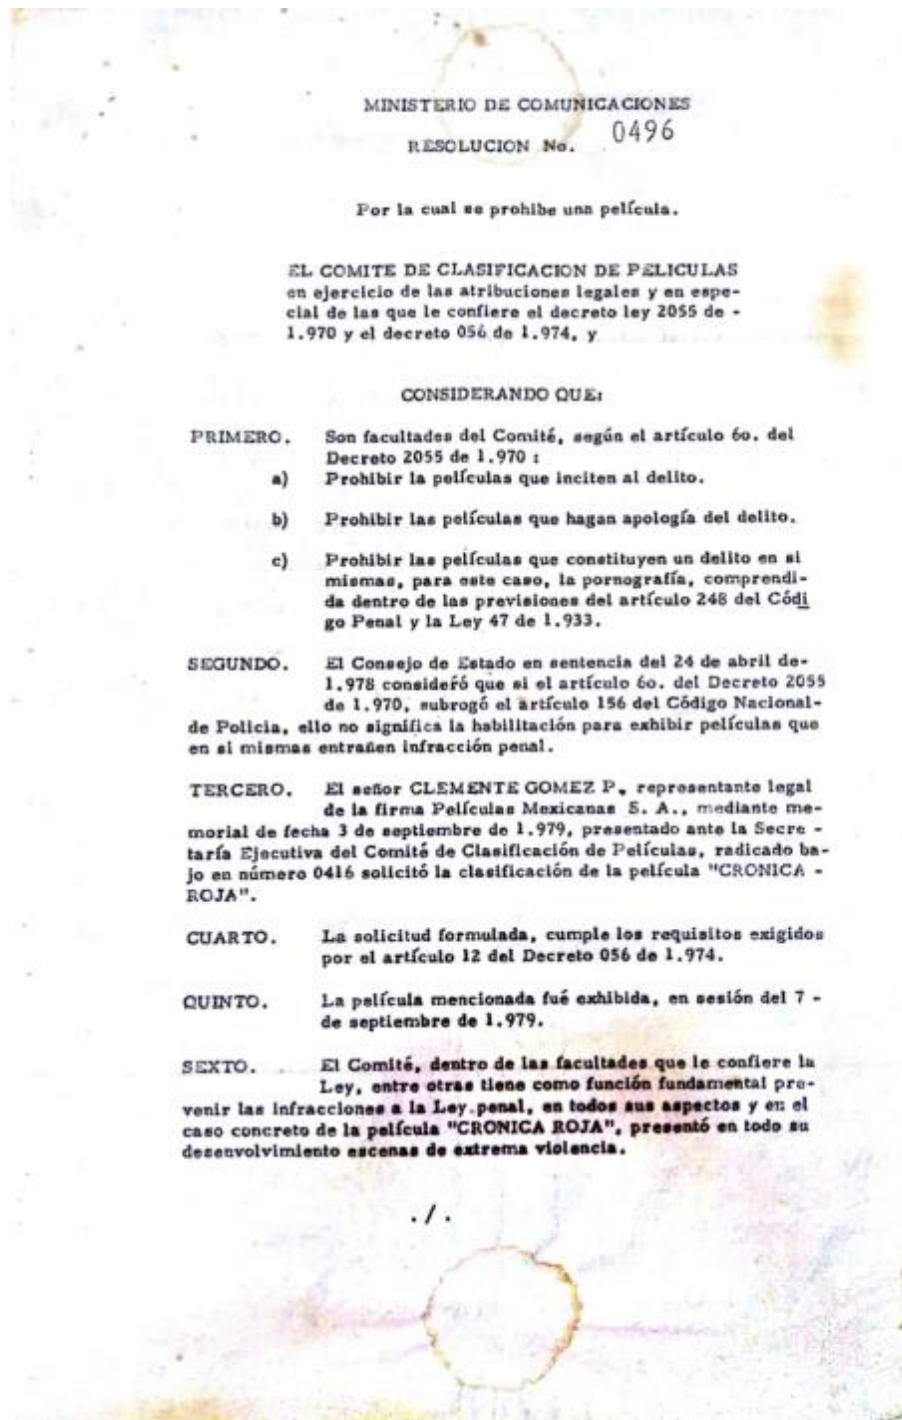 MINISTERIO DE COMUNICACIONES
RESOLUCION No. 0496
Por la cual se prohibe una película.
EL COMITE DE CLASIFICACION DE PELICULAS
en ejercicio de las atribuciones legales y en espe-
cial de las que le confiere el decreto ley 2055 de -
1.970 y el decreto 056 de 1.974, y
CONSIDERANDO QUE:
PRIMERO. Son facultades del Comité, según el artículo 6o. del
Decreto 2055 de 1.970 :
a) Prohibir la películas que inciten al delito.
b) Prohibir las películas que hagan apología del delito.
c) Prohibir las películas que constituyen un delito en si
mismas, para este caso, la pornografía, comprendi-
da dentro de las previsiones del artículo 248 del Códi
go Penal y la Ley 47 de 1.933.
SEGUNDO. El Consejo de Estado en sentencia del 24 de abril de-
1.978 consideró que si el artículo 6o. del Decreto 2055
de 1.970, subrogó el artículo 156 del Código Nacional-
de Policia, ello no significa la habilitación para exhibir películas que
en si mismas entrañen infracción penal.
TERCERO. El señor CLEMENTE GOMEZ P., representante legal
de la firma Películas Mexicanas S. A., mediante me-
morial de fecha 3 de septiembre de 1.979, presentado ante la Secre -
taría Ejecutiva del Comité de Clasificación de Películas, radicado ba-
jo en número 0416 solicitó la clasificación de la película "CRONICA -
ROJA".
CUARTO. La solicitud formulada, cumple los requisitos exigidos
por el artículo 12 del Decreto 056 de 1.974.
QUINTO. La película mencionada fué exhibida, en sesión del 7 -
de septiembre de 1.979.
SEXTO. El Comité, dentro de las facultades que le confiere la
Ley, entre otras tiene como función fundamental pre-
venir las infracciones a la Ley penal, en todos sus aspectos y en el
caso concreto de la película "CRONICA ROJA", presentó en todo su
desenvolvimiento escenas de extrema violencia.
./.